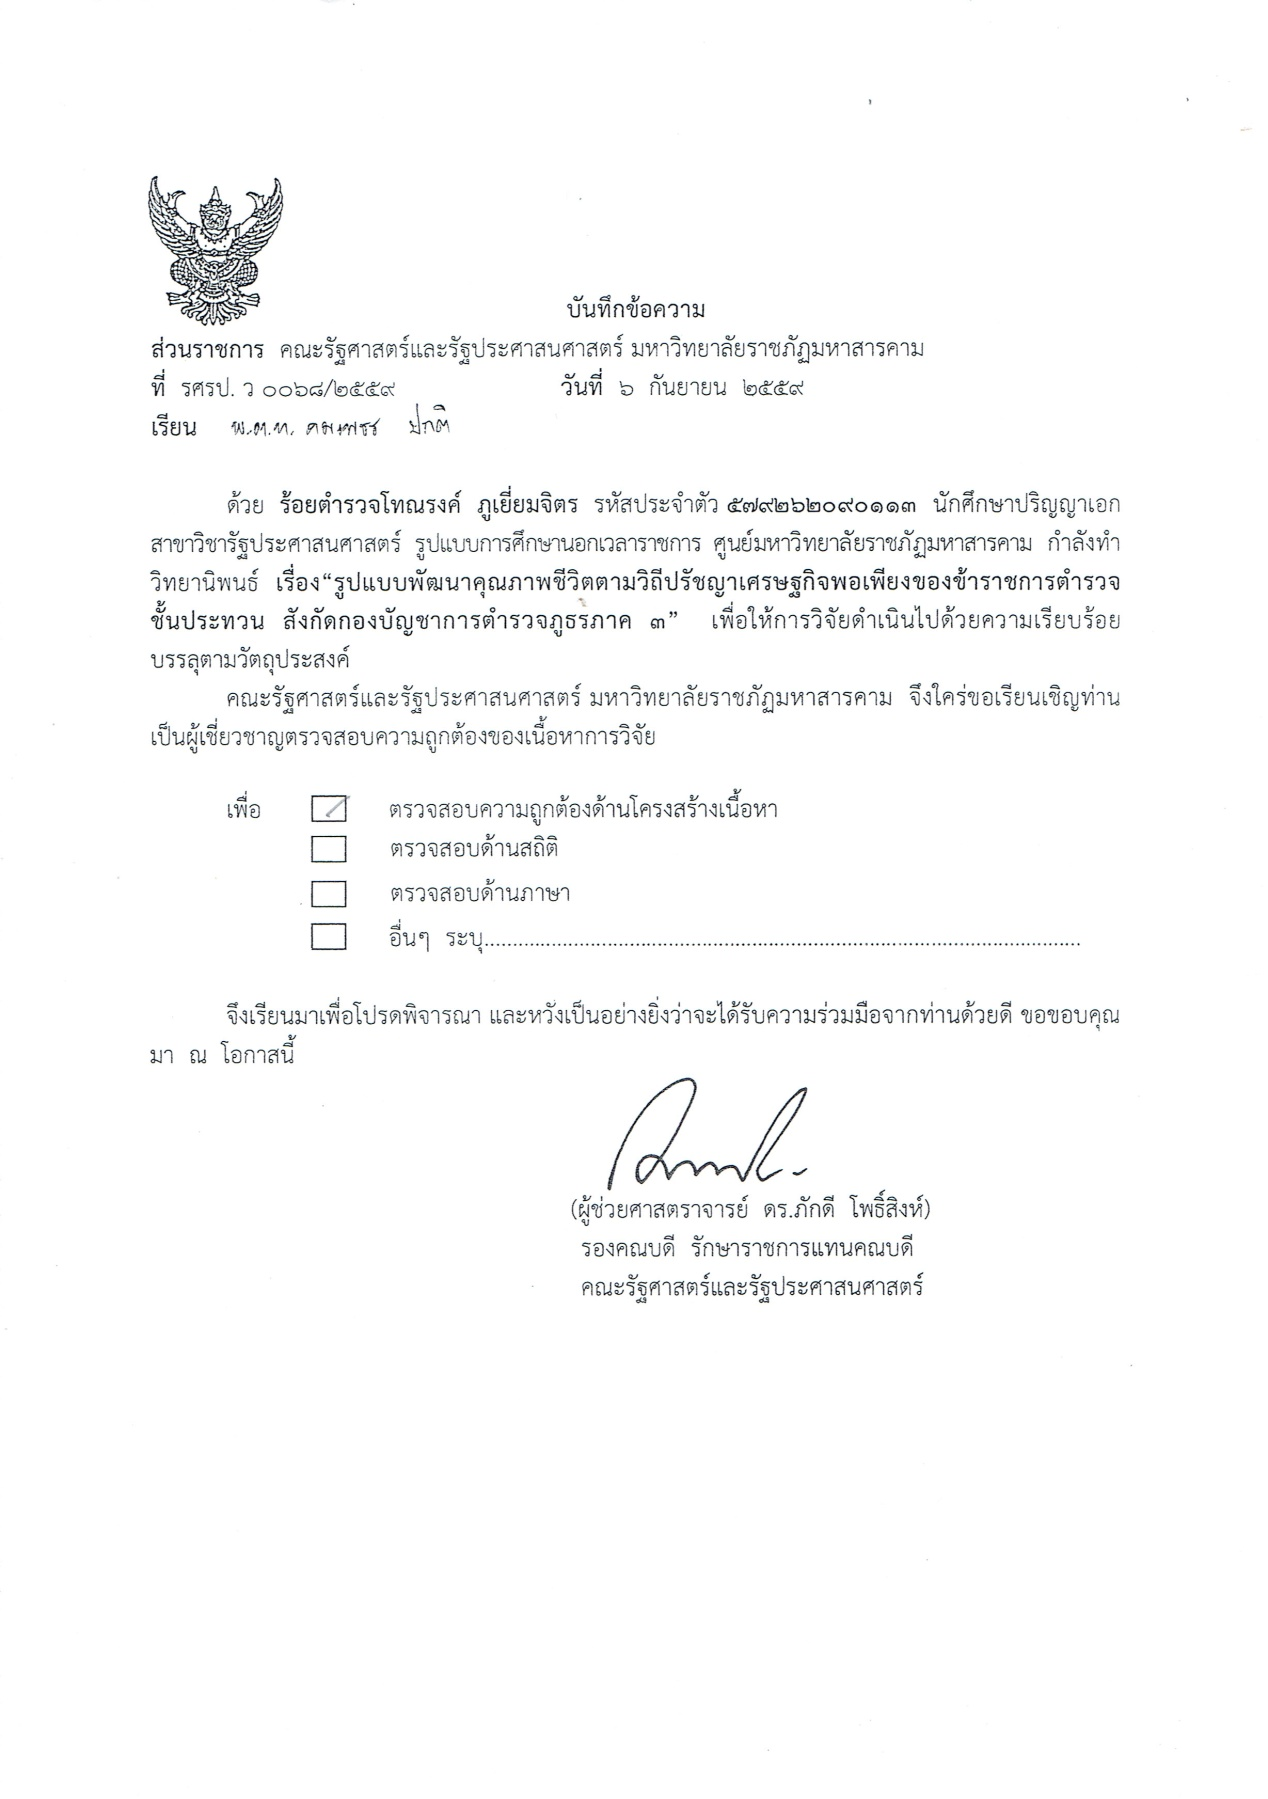 บันทึกข้อความ
ส่วนราชการ คณะรัฐศาสตร์และรัฐประศาสนศาสตร์ มหาวิทยาลัยราชภัฏมหาสารคาม
ที่ รศรป. ว ๐๐๖๘/๒๕๕๙ วันที่ ๖ กันยายน ๒๕๕๙
เรียน พ.ต.ท. คมเพชร ปกติ
ด้วย ร้อยตำรวจโทณรงค์ ภูเยี่ยมจิตร รหัสประจำตัว ๕๗๙๒๖๒๐๙๐๑๑๓ นักศึกษาปริญญาเอก
สาขาวิชารัฐประศาสนศาสตร์ รูปแบบการศึกษานอกเวลาราชการ ศูนย์มหาวิทยาลัยราชภัฏมหาสารคาม กำลังทำ
วิทยานิพนธ์ เรื่อง“รูปแบบพัฒนาคุณภาพชีวิตตามวิถีปรัชญาเศรษฐกิจพอเพียงของข้าราชการตำรวจ
ชั้นประทวน สังกัดกองบัญชาการตำรวจภูธรภาค ๓” เพื่อให้การวิจัยดำเนินไปด้วยความเรียบร้อย
บรรลุตามวัตถุประสงค์
คณะรัฐศาสตร์และรัฐประศาสนศาสตร์ มหาวิทยาลัยราชภัฏมหาสารคาม จึงใคร่ขอเรียนเชิญท่าน
เป็นผู้เชี่ยวชาญตรวจสอบความถูกต้องของเนื้อหาการวิจัย
เพื่อ ตรวจสอบความถูกต้องด้านโครงสร้างเนื้อหา
ตรวจสอบด้านสถิติ
ตรวจสอบด้านภาษา
อื่นๆ ระบุ..........................................................................................................
จึงเรียนมาเพื่อโปรดพิจารณา และหวังเป็นอย่างยิ่งว่าจะได้รับความร่วมมือจากท่านด้วยดี ขอขอบคุณ
มา ณ โอกาสนี้
(ผู้ช่วยศาสตราจารย์ ดร.ภักดี โพธิ์สิงห์)
รองคณบดี รักษาราชการแทนคณบดี
คณะรัฐศาสตร์และรัฐประศาสนศาสตร์